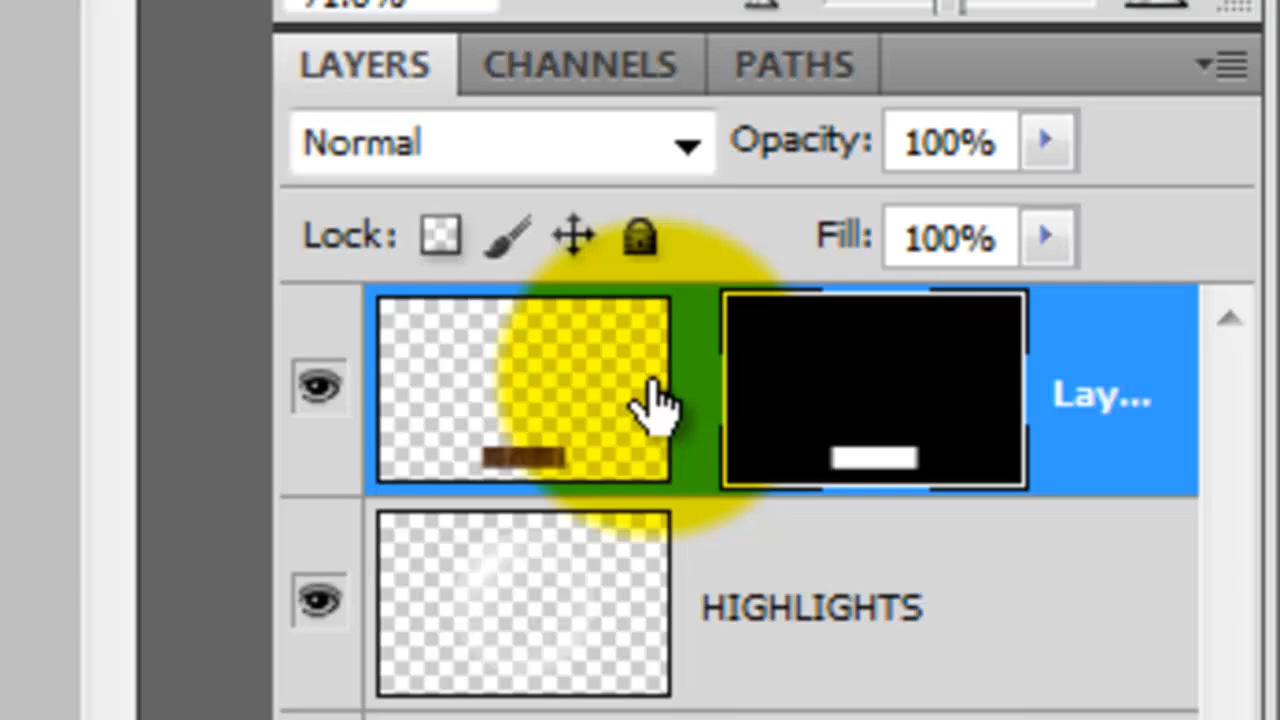 LAYERS CHANNELS PATHS
Normal Opacity: 100%
Lock: Fill: 100%
Lay...
HIGHLIGHTS